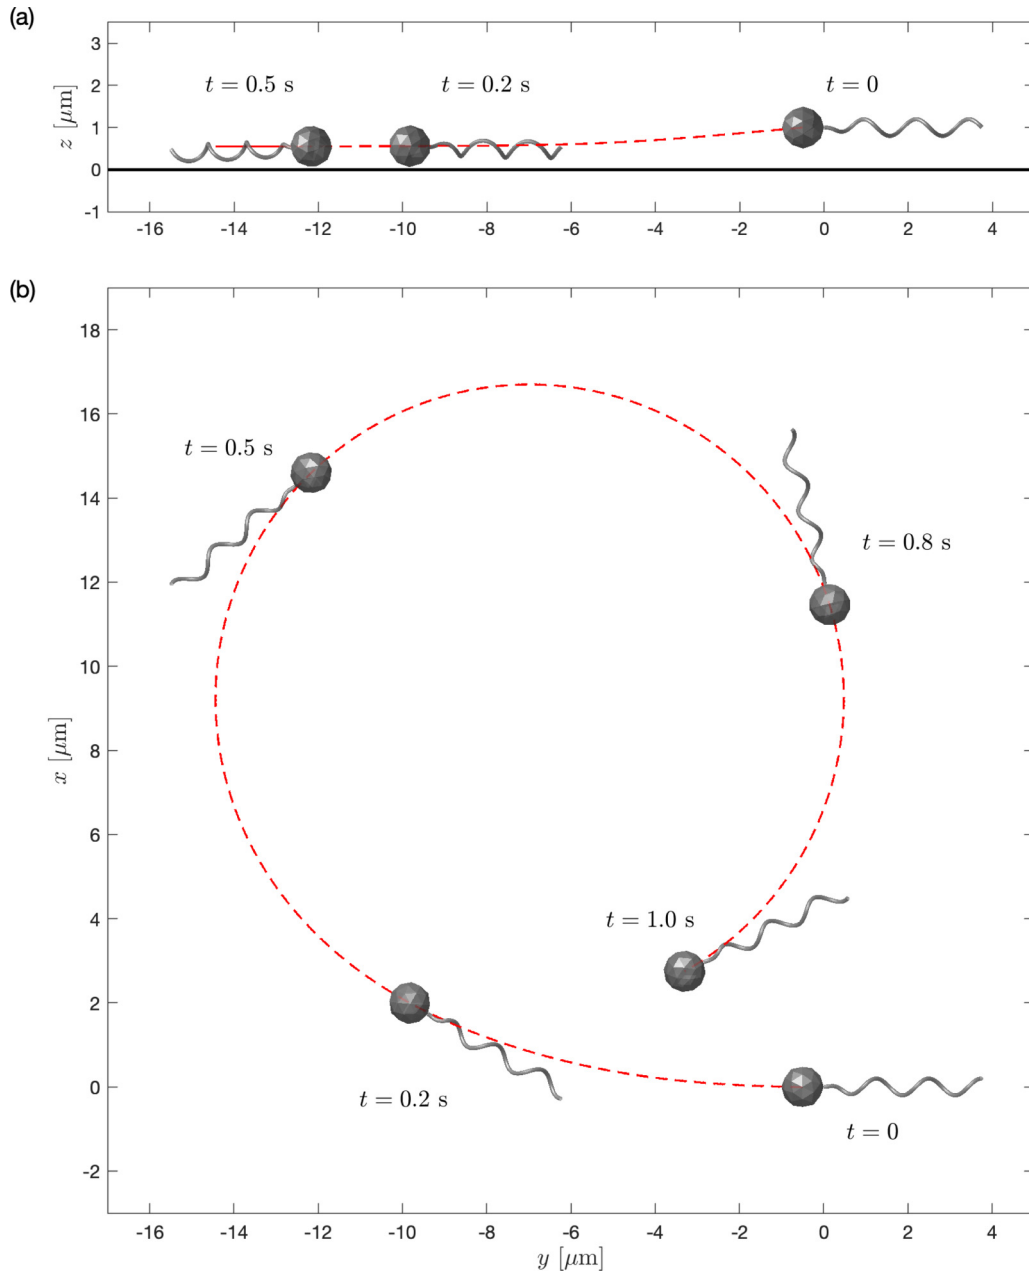 (a)
3
2
1
0
-1
z [μm]
t = 0.5 s
t = 0.2 s
t = 0
-16 -14 -12 -10 -8 -6 -4 -2 0 2 4
(b)
18
16
14
12
10
8
6
4
2
0
-2
x [μm]
t = 0.5 s
t = 0.8 s
t = 1.0 s
t = 0.2 s
t = 0
-16 -14 -12 -10 -8 -6 -4 -2 0 2 4
y [μm]